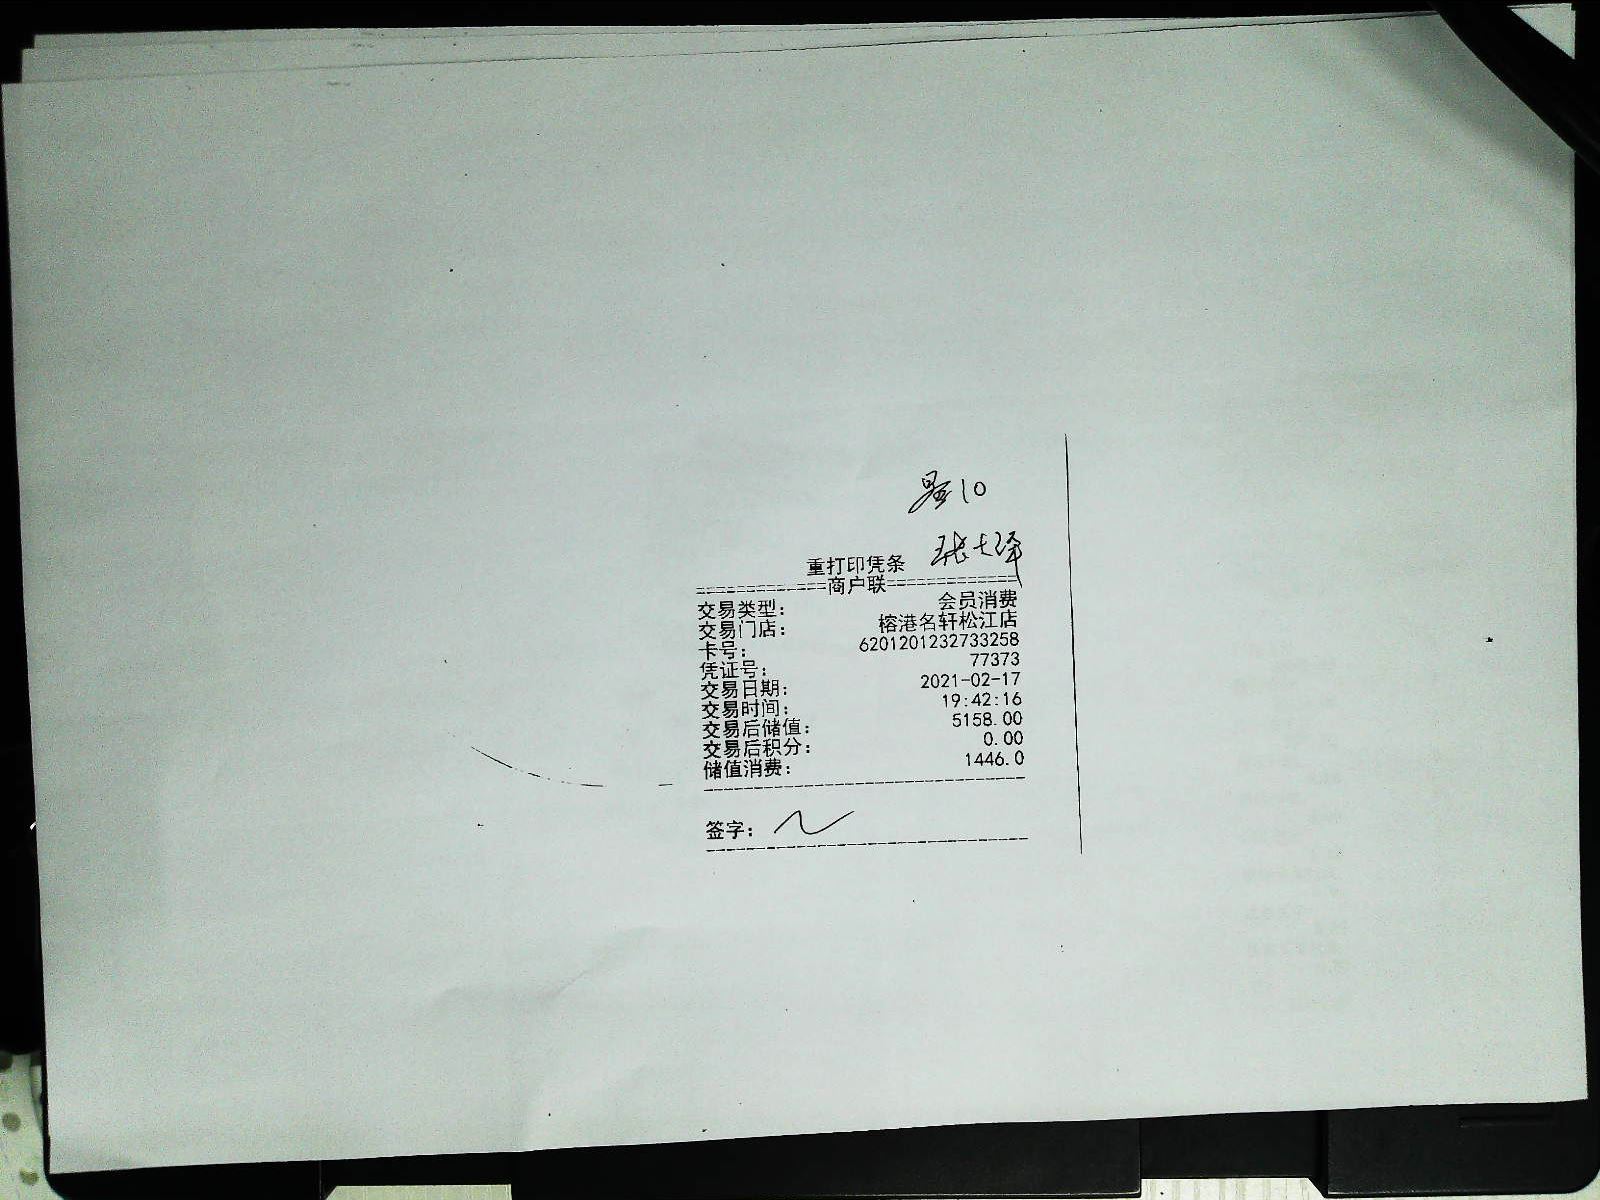 10
重打印凭条
=============商户联=============
交易类型: 会员消费
交易门店: 榕港名轩松江店
卡号: 6201201232733258
凭证号: 77373
交易日期: 2021-02-17
交易时间: 19:42:16
交易后储值: 5158.00
交易后积分: 0.00
储值消费: 1446.0
签字: